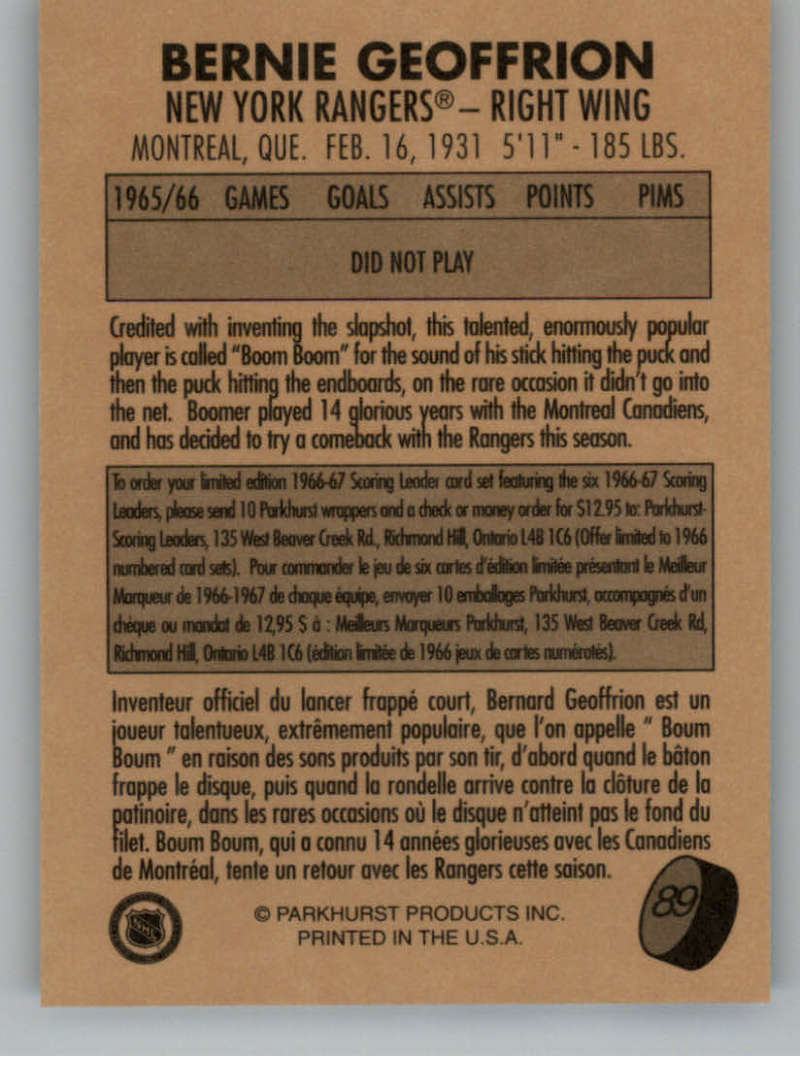 BERNIE GEOFFRION
NEW YORK RANGERS® – RIGHT WING
MONTREAL, QUE. FEB. 16, 1931 5'11" - 185 LBS.
1965/66 GAMES GOALS ASSISTS POINTS PIMS
DID NOT PLAY
Credited with inventing the slapshot, this talented, enormously popular
player is called "Boom Boom" for the sound of his stick hitting the puck and
then the puck hitting the endboards, on the rare occasion it didn't go into
the net. Boomer played 14 glorious years with the Montreal Canadiens,
and has decided to try a comeback with the Rangers this season.
To order your limited edition 1966-67 Scoring Leader card set featuring the six 1966-67 Scoring
Leaders, please send 10 Parkhurst wrappers and a check or money order for $12.95 to: Parkhurst-
Scoring Leaders, 135 West Beaver Creek Rd., Richmond Hill, Ontario L4B 1C6 (Offer limited to 1966
numbered card sets). Pour commander le jeu de six cartes d'édition limitée présentant le Meilleur
Marqueur de 1966-1967 de chaque équipe, envoyer 10 emballages Parkhurst, accompagnés d'un
chèque ou mandat de 12,95 $ à : Meilleurs Marqueurs Parkhurst, 135 West Beaver Creek Rd,
Richmond Hill, Ontario L4B 1C6 (édition limitée de 1966 jeux de cartes numérotés).
Inventeur officiel du lancer frappé court, Bernard Geoffrion est un
joueur talentueux, extrêmement populaire, que l'on appelle " Boum
Boum " en raison des sons produits par son tir, d'abord quand le bâton
frappe le disque, puis quand la rondelle arrive contre la clôture de la
patinoire, dans les rares occasions où le disque n'atteint pas le fond du
filet. Boum Boum, qui a connu 14 années glorieuses avec les Canadiens
de Montréal, tente un retour avec les Rangers cette saison.
89
© PARKHURST PRODUCTS INC.
PRINTED IN THE U.S.A.
NHL